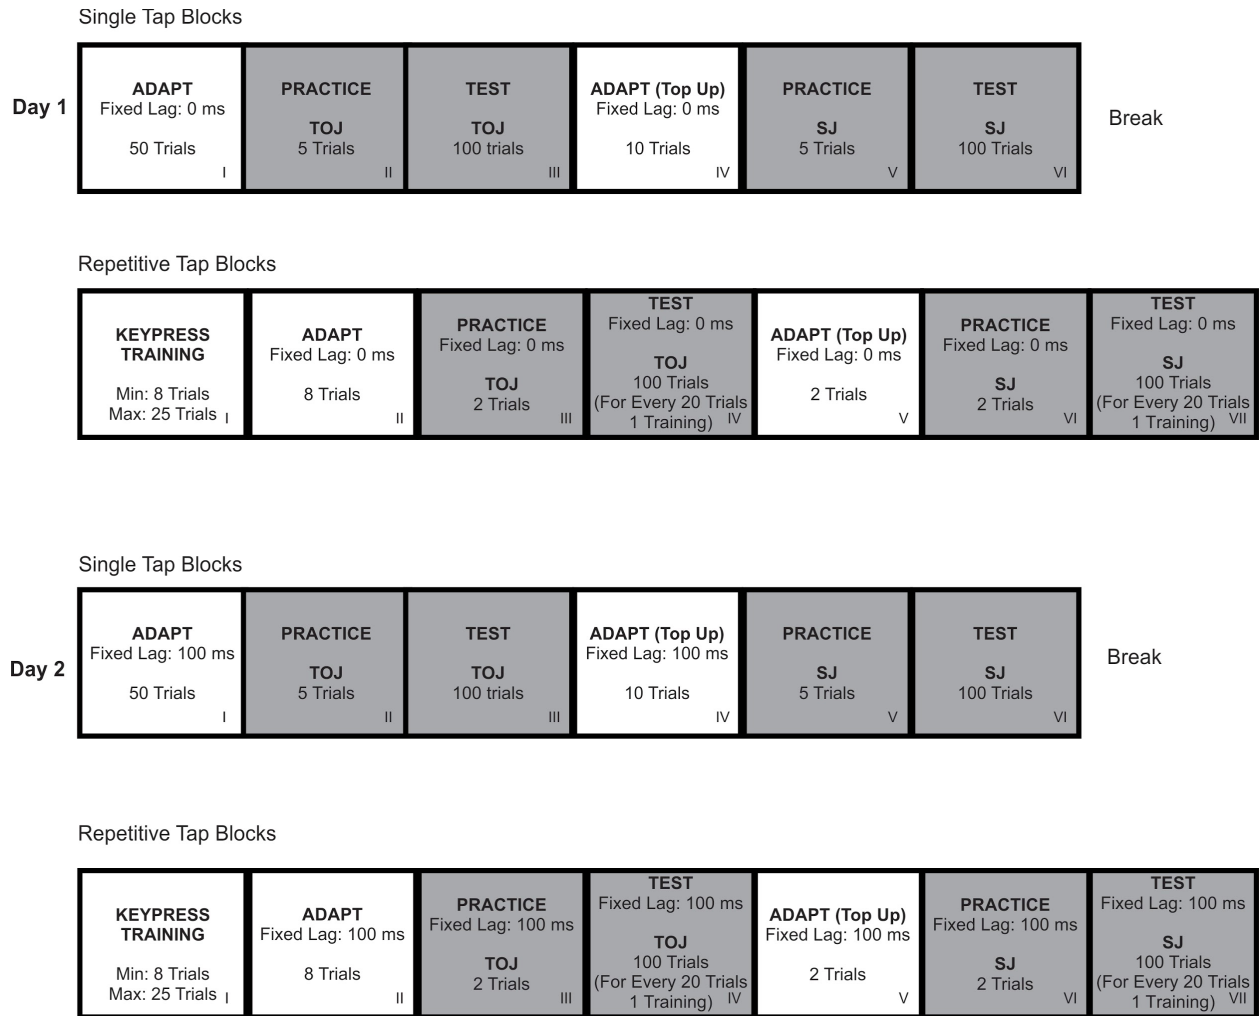 Single Tap Blocks
Day 1
ADAPT
Fixed Lag: 0 ms
50 Trials
I
PRACTICE
TOJ
5 Trials
II
TEST
TOJ
100 trials
III
ADAPT (Top Up)
Fixed Lag: 0 ms
10 Trials
IV
PRACTICE
SJ
5 Trials
V
TEST
SJ
100 Trials
VI
Break
Repetitive Tap Blocks
KEYPRESS
TRAINING
Min: 8 Trials
Max: 25 Trials
I
ADAPT
Fixed Lag: 0 ms
8 Trials
II
PRACTICE
Fixed Lag: 0 ms
TOJ
2 Trials
III
TEST
Fixed Lag: 0 ms
TOJ
100 Trials
(For Every 20 Trials
1 Training)
IV
ADAPT (Top Up)
Fixed Lag: 0 ms
2 Trials
V
PRACTICE
Fixed Lag: 0 ms
SJ
2 Trials
VI
TEST
Fixed Lag: 0 ms
SJ
100 Trials
(For Every 20 Trials
1 Training)
VII
Single Tap Blocks
Day 2
ADAPT
Fixed Lag: 100 ms
50 Trials
I
PRACTICE
TOJ
5 Trials
II
TEST
TOJ
100 trials
III
ADAPT (Top Up)
Fixed Lag: 100 ms
10 Trials
IV
PRACTICE
SJ
5 Trials
V
TEST
SJ
100 Trials
VI
Break
Repetitive Tap Blocks
KEYPRESS
TRAINING
Min: 8 Trials
Max: 25 Trials
I
ADAPT
Fixed Lag: 100 ms
8 Trials
II
PRACTICE
Fixed Lag: 100 ms
TOJ
2 Trials
III
TEST
Fixed Lag: 100 ms
TOJ
100 Trials
(For Every 20 Trials
1 Training)
IV
ADAPT (Top Up)
Fixed Lag: 100 ms
2 Trials
V
PRACTICE
Fixed Lag: 100 ms
SJ
2 Trials
VI
TEST
Fixed Lag: 100 ms
SJ
100 Trials
(For Every 20 Trials
1 Training)
VII